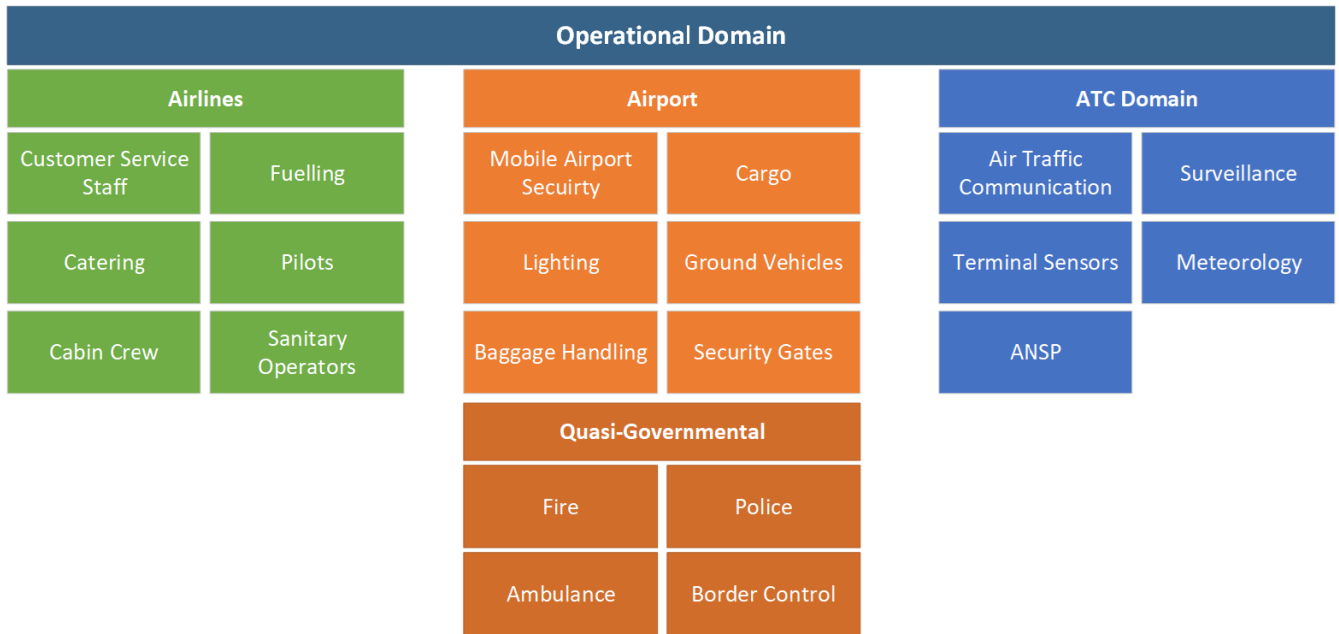 Operational Domain
Airlines
Customer Service
Staff
Fuelling
Catering
Pilots
Cabin Crew
Sanitary
Operators
Airport
Mobile Airport
Secuirty
Cargo
Lighting
Ground Vehicles
Baggage Handling
Security Gates
Quasi-Governmental
Fire
Police
Ambulance
Border Control
ATC Domain
Air Traffic
Communication
Surveillance
Terminal Sensors
Meteorology
ANSP